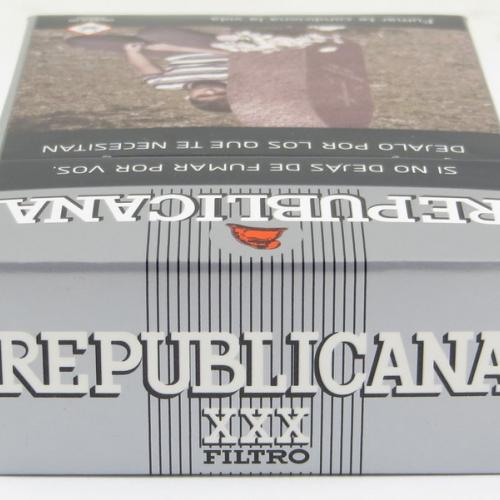 Fumar te condiciona la vida
DEJALO POR LOS QUE TE NECESITAN
SI NO DEJAS DE FUMAR POR VOS.
REPUBLICANA
REPUBLICANA
XXX
FILTRO